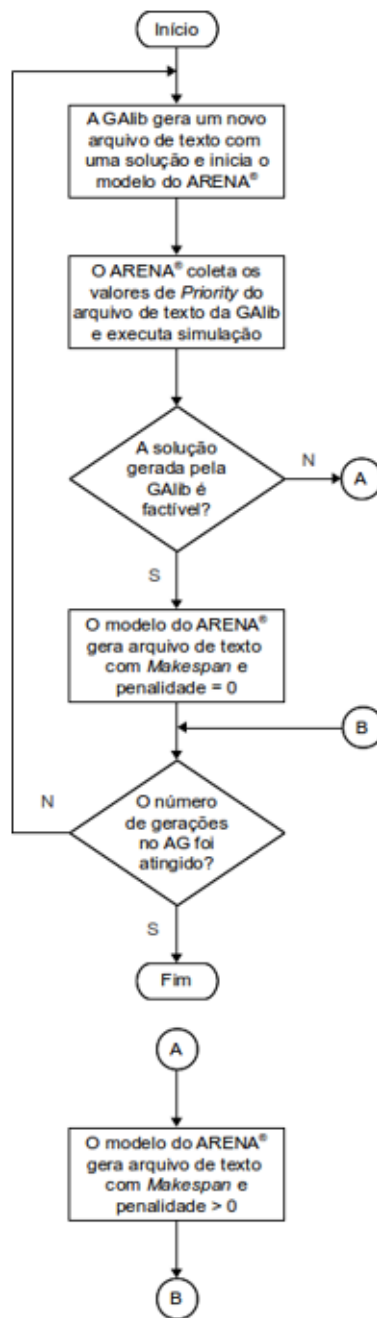 Início
A GAlib gera um novo
arquivo de texto com
uma solução e inicia o
modelo do ARENA®
O ARENA® coleta os
valores de Priority do
arquivo de texto da GAlib
e executa simulação
A solução
gerada pela
GAlib é
factível?
N
A
S
O modelo do ARENA®
gera arquivo de texto
com Makespan e
penalidade = 0
B
N
O número
de gerações
no AG foi
atingido?
S
Fim
A
O modelo do ARENA®
gera arquivo de texto
com Makespan e
penalidade > 0
B